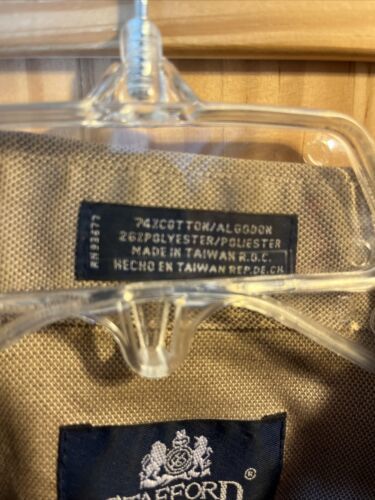 74%COTTON/ALGODON
26%POLYESTER/POLIESTER
MADE IN TAIWAN R.O.C.
HECHO EN TAIWAN REP.DE.CH.
RN93677
STAFFORD
®